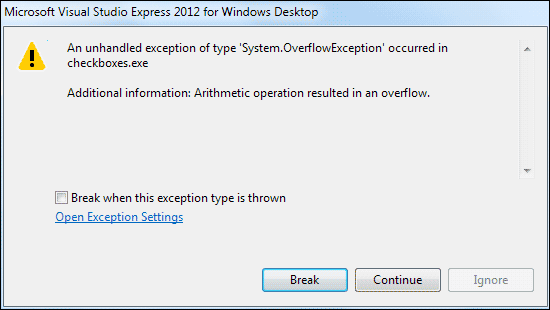 Microsoft Visual Studio Express 2012 for Windows Desktop
An unhandled exception of type 'System.OverflowException' occurred in
checkboxes.exe
Additional information: Arithmetic operation resulted in an overflow.
Break when this exception type is thrown
Open Exception Settings
Break Continue Ignore